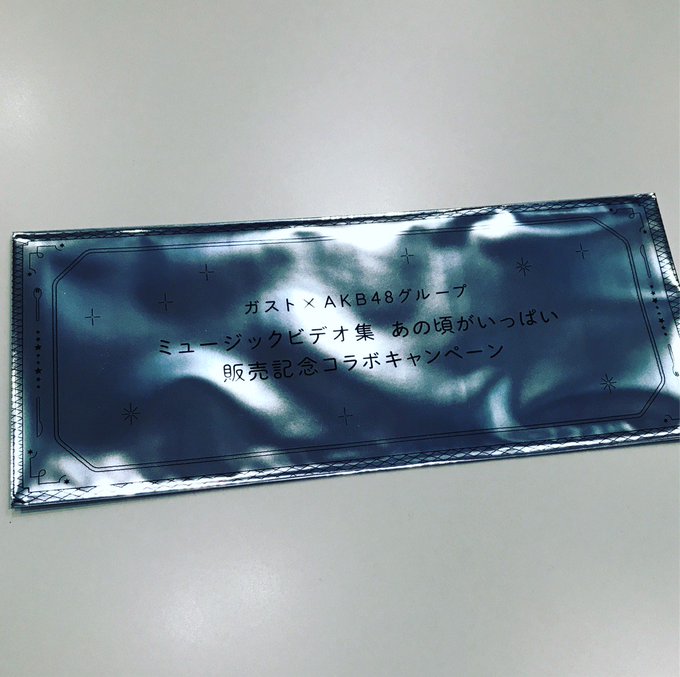 ガスト×AKB48グループ
ミュージックビデオ集 あの頃がいっぱい
販売記念コラボキャンペーン